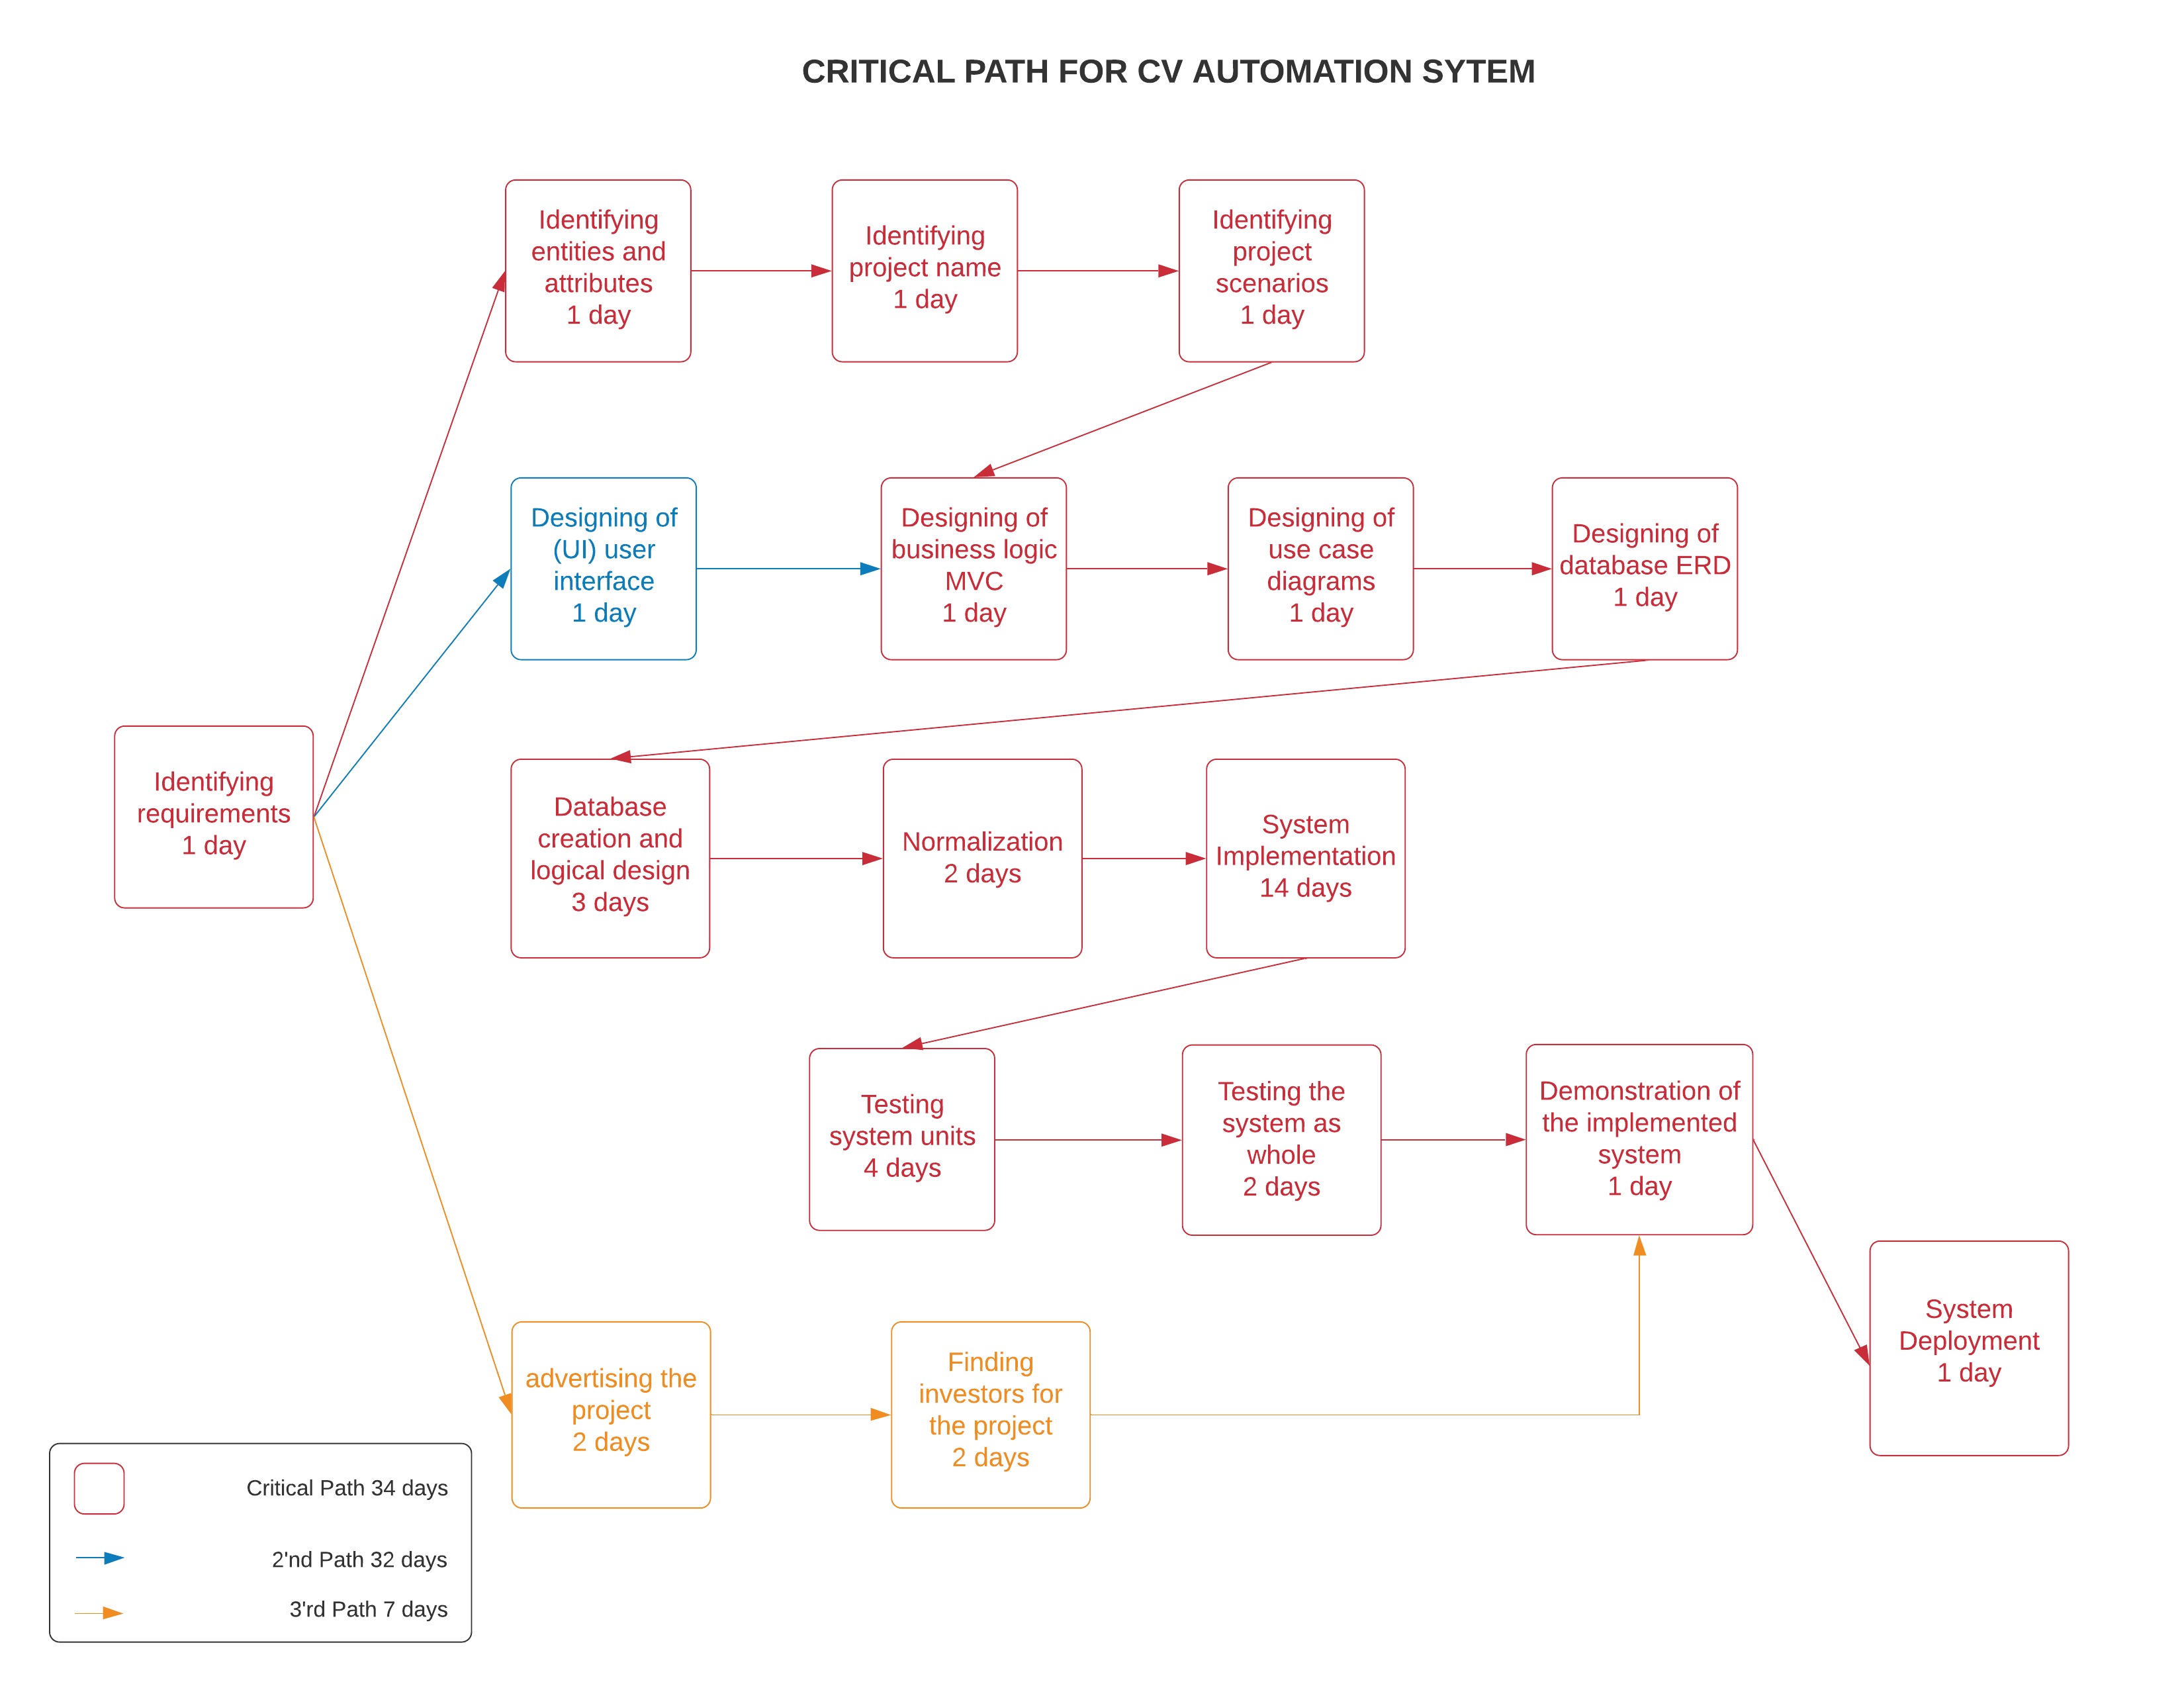 CRITICAL PATH FOR CV AUTOMATION SYTEM
Identifying
entities and
attributes
1 day
Identifying
project name
1 day
Identifying
project
scenarios
1 day
Designing of
(UI) user
interface
1 day
Designing of
business logic
MVC
1 day
Designing of
use case
diagrams
1 day
Designing of
database ERD
1 day
Identifying
requirements
1 day
Database
creation and
logical design
3 days
Normalization
2 days
System
Implementation
14 days
Testing
system units
4 days
Testing the
system as
whole
2 days
Demonstration of
the implemented
system
1 day
System
Deployment
1 day
advertising the
project
2 days
Finding
investors for
the project
2 days
Critical Path 34 days
2'nd Path 32 days
3'rd Path 7 days